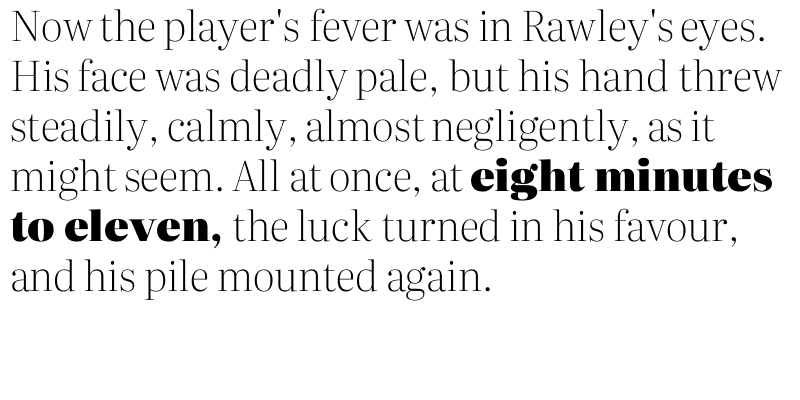 Now the player's fever was in Rawley's eyes.
His face was deadly pale, but his hand threw
steadily, calmly, almost negligently, as it
might seem. All at once, at eight minutes
to eleven, the luck turned in his favour,
and his pile mounted again.